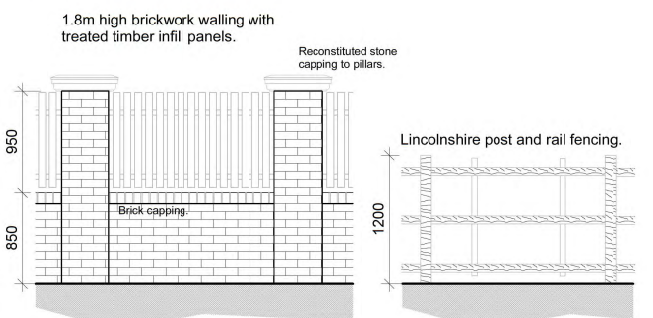 1.8m high brickwork walling with
treated timber infil panels.
Reconstituted stone
capping to pillars.
950
850
Brick capping.
Lincolnshire post and rail fencing.
1200